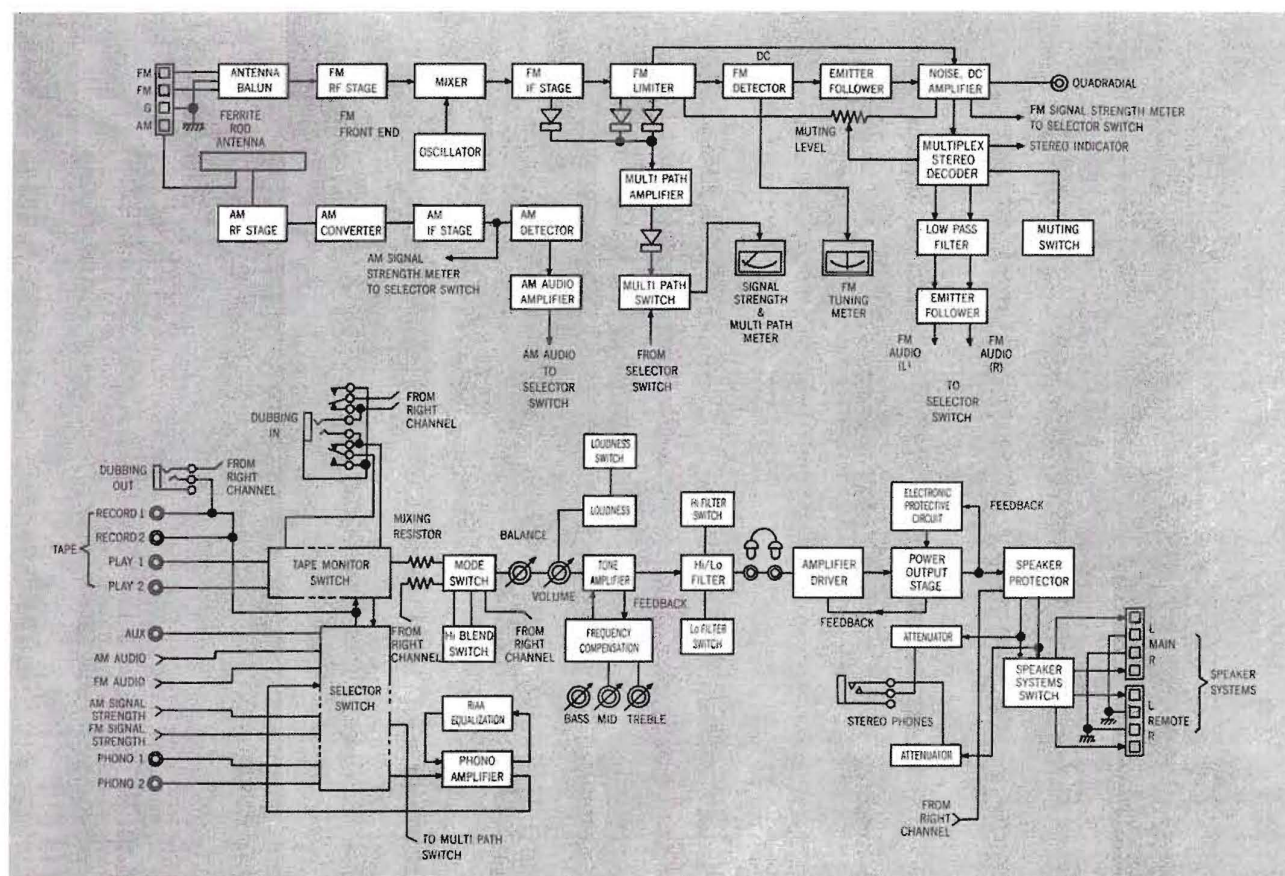 FM
FM
G
AM
ANTENNA
BALUN
FM
RF STAGE
FM
FRONT END
MIXER
OSCILLATOR
FM
IF STAGE
FM
LIMITER
DC
FM
DETECTOR
EMITTER
FOLLOWER
NOISE, DC
AMPLIFIER
QUADRADIAL
FM SIGNAL STRENGTH METER
TO SELECTOR SWITCH
STEREO INDICATOR
MUTING
LEVEL
MULTIPLEX
STEREO
DECODER
FERRITE
ROD
ANTENNA
MULTI PATH
AMPLIFIER
AM
RF STAGE
AM
CONVERTER
AM
IF STAGE
AM
DETECTOR
LOW PASS
FILTER
MUTING
SWITCH
AM SIGNAL
STRENGTH METER
TO SELECTOR SWITCH
AM AUDIO
AMPLIFIER
MULTI PATH
SWITCH
SIGNAL
STRENGTH
&
MULTI PATH
METER
FM
TUNING
METER
EMITTER
FOLLOWER
AM AUDIO
TO
SELECTOR
SWITCH
FROM
SELECTOR
SWITCH
FM
AUDIO
(L)
FM
AUDIO
(R)
TO
SELECTOR
SWITCH
DUBBING
IN
FROM
RIGHT
CHANNEL
DUBBING
OUT
FROM
RIGHT
CHANNEL
TAPE
RECORD 1
RECORD 2
PLAY 1
PLAY 2
TAPE MONITOR
SWITCH
MIXING
RESISTOR
MODE
SWITCH
BALANCE
VOLUME
LOUDNESS
SWITCH
LOUDNESS
TONE
AMPLIFIER
FEEDBACK
Hi FILTER
SWITCH
Hi/Lo
FILTER
Lo FILTER
SWITCH
AMPLIFIER
DRIVER
ELECTRONIC
PROTECTIVE
CIRCUIT
FEEDBACK
POWER
OUTPUT
STAGE
FEEDBACK
SPEAKER
PROTECTOR
FROM
RIGHT
CHANNEL
Hi BLEND
SWITCH
FROM
RIGHT
CHANNEL
FREQUENCY
COMPENSATION
BASS
MID
TREBLE
AUX
AM AUDIO
FM AUDIO
AM SIGNAL
STRENGTH
FM SIGNAL
STRENGTH
PHONO 1
PHONO 2
SELECTOR
SWITCH
RIAA
EQUALIZATION
PHONO
AMPLIFIER
TO MULTI PATH
SWITCH
ATTENUATOR
STEREO PHONES
ATTENUATOR
SPEAKER
SYSTEMS
SWITCH
L
MAIN
R
L
REMOTE
R
SPEAKER
SYSTEMS
FROM
RIGHT
CHANNEL